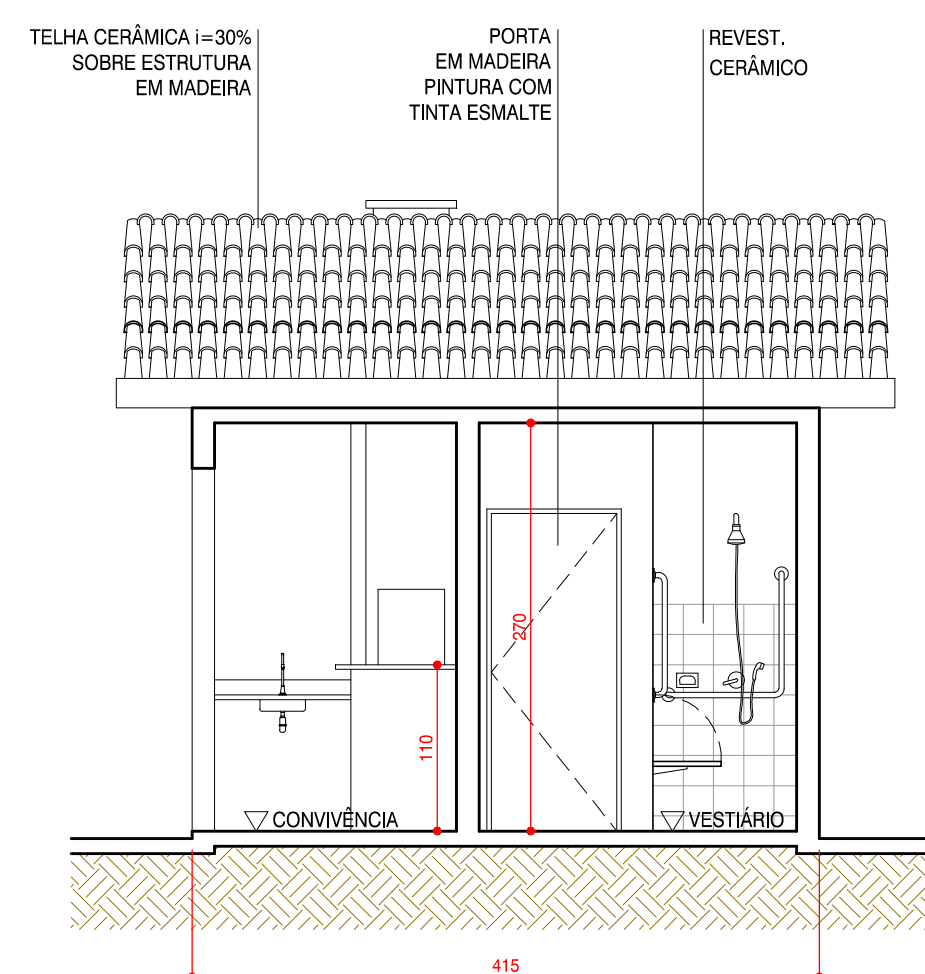 TELHA CERÂMICA i=30%
SOBRE ESTRUTURA
EM MADEIRA
PORTA
EM MADEIRA
PINTURA COM
TINTA ESMALTE
REVEST.
CERÂMICO
270
110
CONVIVÊNCIA
VESTIÁRIO
415